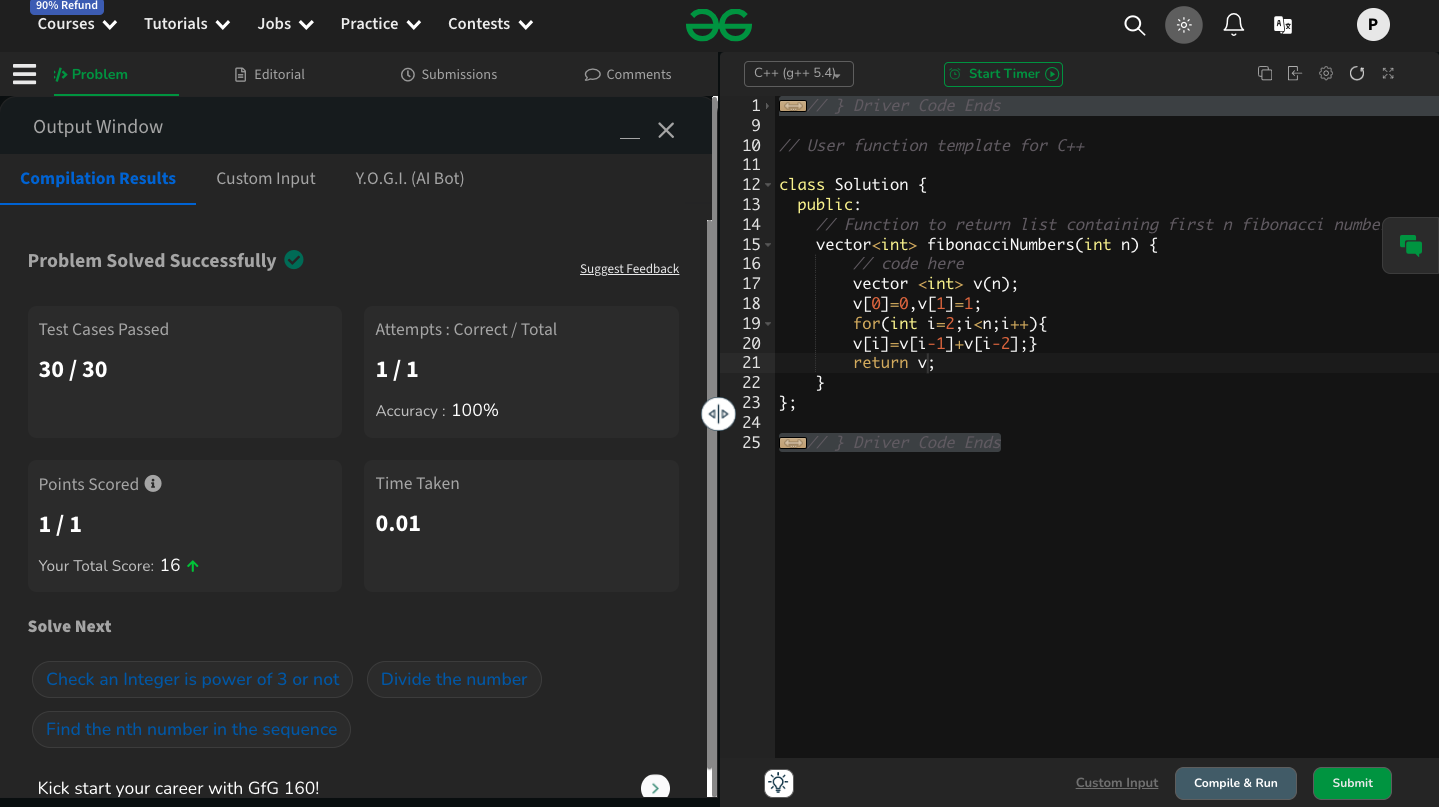 90% Refund
Courses Tutorials Jobs Practice Contests
P
Problem Editorial Submissions Comments
Output Window
Compilation Results Custom Input Y.O.G.I. (AI Bot)
Problem Solved Successfully
Suggest Feedback
Test Cases Passed
30 / 30
Attempts : Correct / Total
1 / 1
Accuracy : 100%
Points Scored
1 / 1
Your Total Score: 16
Time Taken
0.01
Solve Next
Check an Integer is power of 3 or not
Divide the number
Find the nth number in the sequence
Kick start your career with GfG 160!
C++ (g++ 5.4)
Start Timer
1 // } Driver Code Ends
9
10 // User function template for C++
11
12 class Solution {
13   public:
14     // Function to return list containing first n fibonacci numbe
15     vector<int> fibonacciNumbers(int n) {
16         // code here
17         vector <int> v(n);
18         v[0]=0,v[1]=1;
19         for(int i=2;i<n;i++){
20         v[i]=v[i-1]+v[i-2];}
21         return v;
22     }
23 };
24
25 // } Driver Code Ends
Custom Input Compile & Run Submit